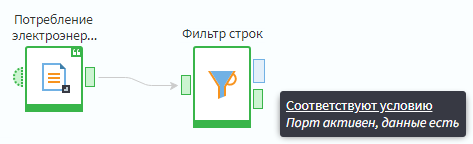 Потребление
электроэнер...
Фильтр строк
Соответствуют условию
Порт активен, данные есть